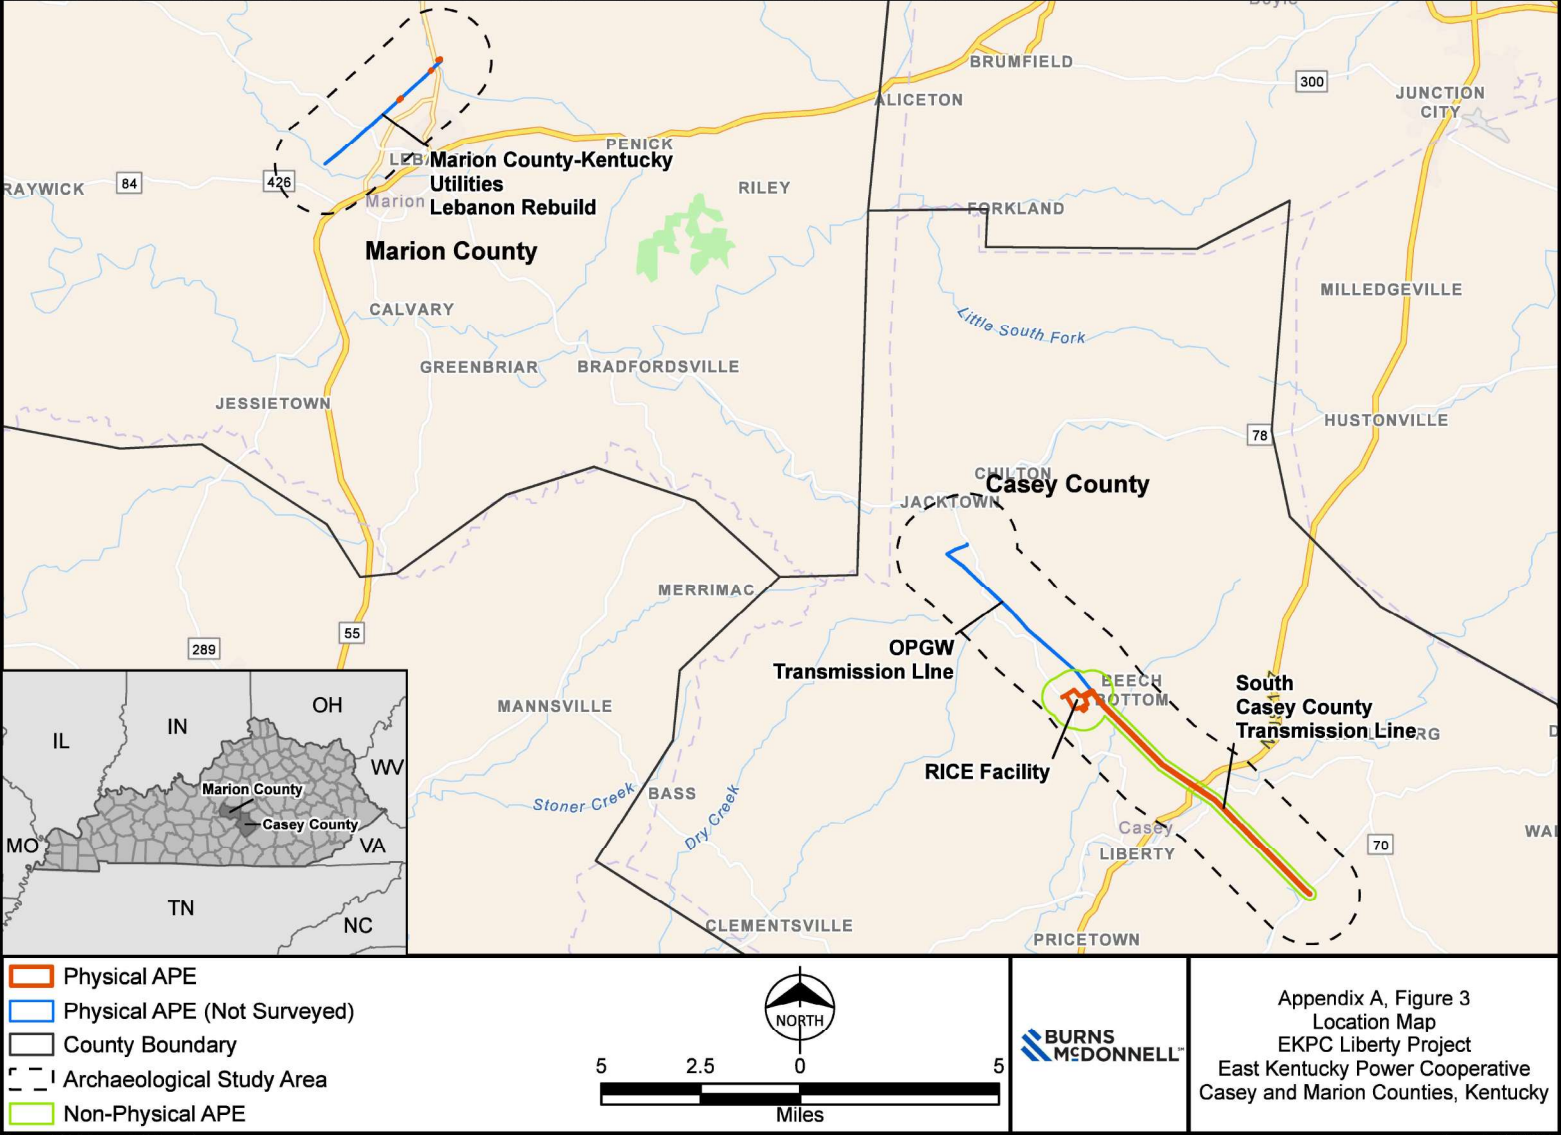 Boyle
BRUMFIELD
300
ALICETON
JUNCTION
CITY
PENICK
LEB
Marion County-Kentucky
Utilities
Lebanon Rebuild
RAYWICK
84
426
Marion
RILEY
FORKLAND
Marion County
MILLEDGEVILLE
CALVARY
Little South Fork
GREENBRIAR
BRADFORDSVILLE
JESSIETOWN
HUSTONVILLE
78
CHILTON
Casey County
JACKTOWN
MERRIMAC
55
289
OPGW
Transmission LIne
BEECH
BOTTOM
South
Casey County
Transmission Line
RG
MANNSVILLE
RICE Facility
Stoner Creek
BASS
Dry Creek
Casey
LIBERTY
70
WAL
CLEMENTSVILLE
PRICETOWN
OH
IN
IL
WV
Marion County
Casey County
MO
VA
TN
NC
Physical APE
Physical APE (Not Surveyed)
County Boundary
Archaeological Study Area
Non-Physical APE
NORTH
5 2.5 0 5
Miles
BURNS
McDONNELL℠
Appendix A, Figure 3
Location Map
EKPC Liberty Project
East Kentucky Power Cooperative
Casey and Marion Counties, Kentucky